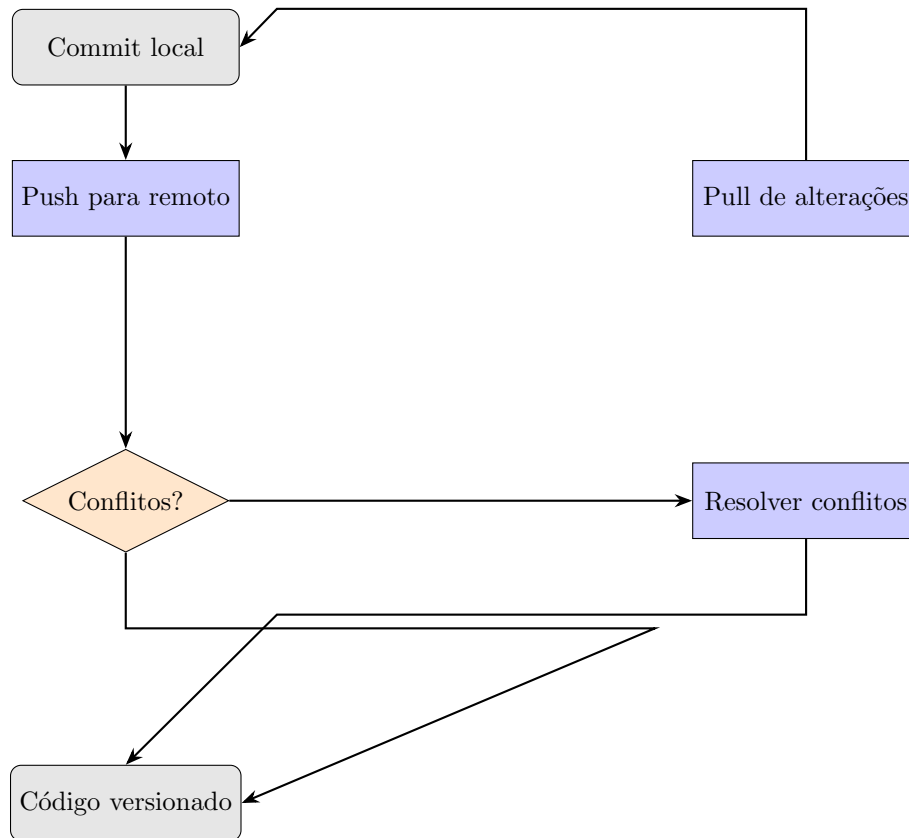 Commit local
Push para remoto
Pull de alterações
Conflitos?
Resolver conflitos
Código versionado